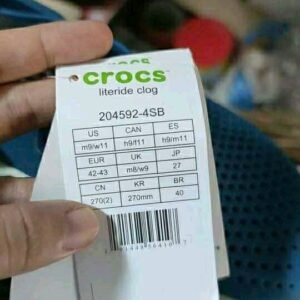 crocs
literide clog
204592-4SB
US CAN ES
m9/w11 h9/f11 h9/m11
EUR UK JP
42-43 m8/w9 27
CN KR BR
270(2) 270mm 40